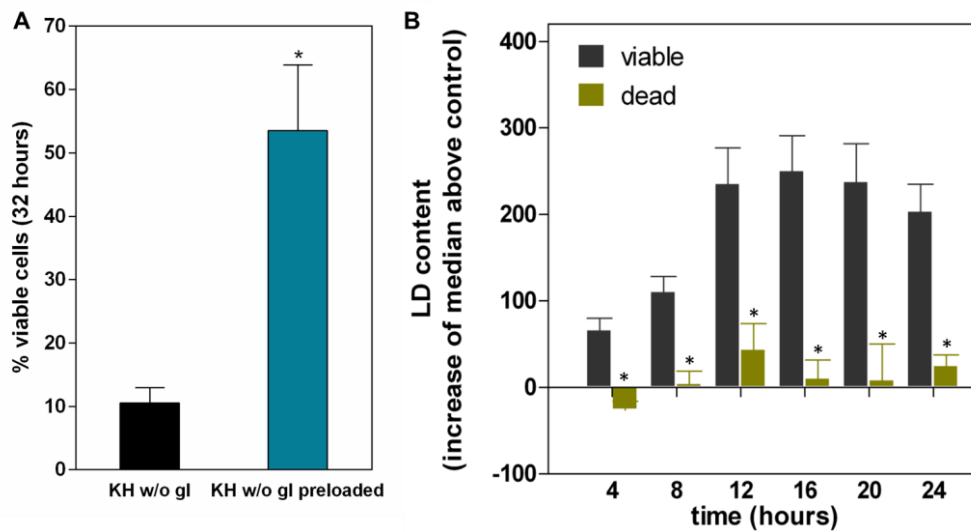 A
% viable cells (32 hours)
70
60
50
40
30
20
10
0
*
KH w/o gl
KH w/o gl preloaded
B
LD content
(increase of median above control)
400
300
200
100
0
-100
viable
dead
*
*
*
*
*
*
4
8
12
16
20
24
time (hours)